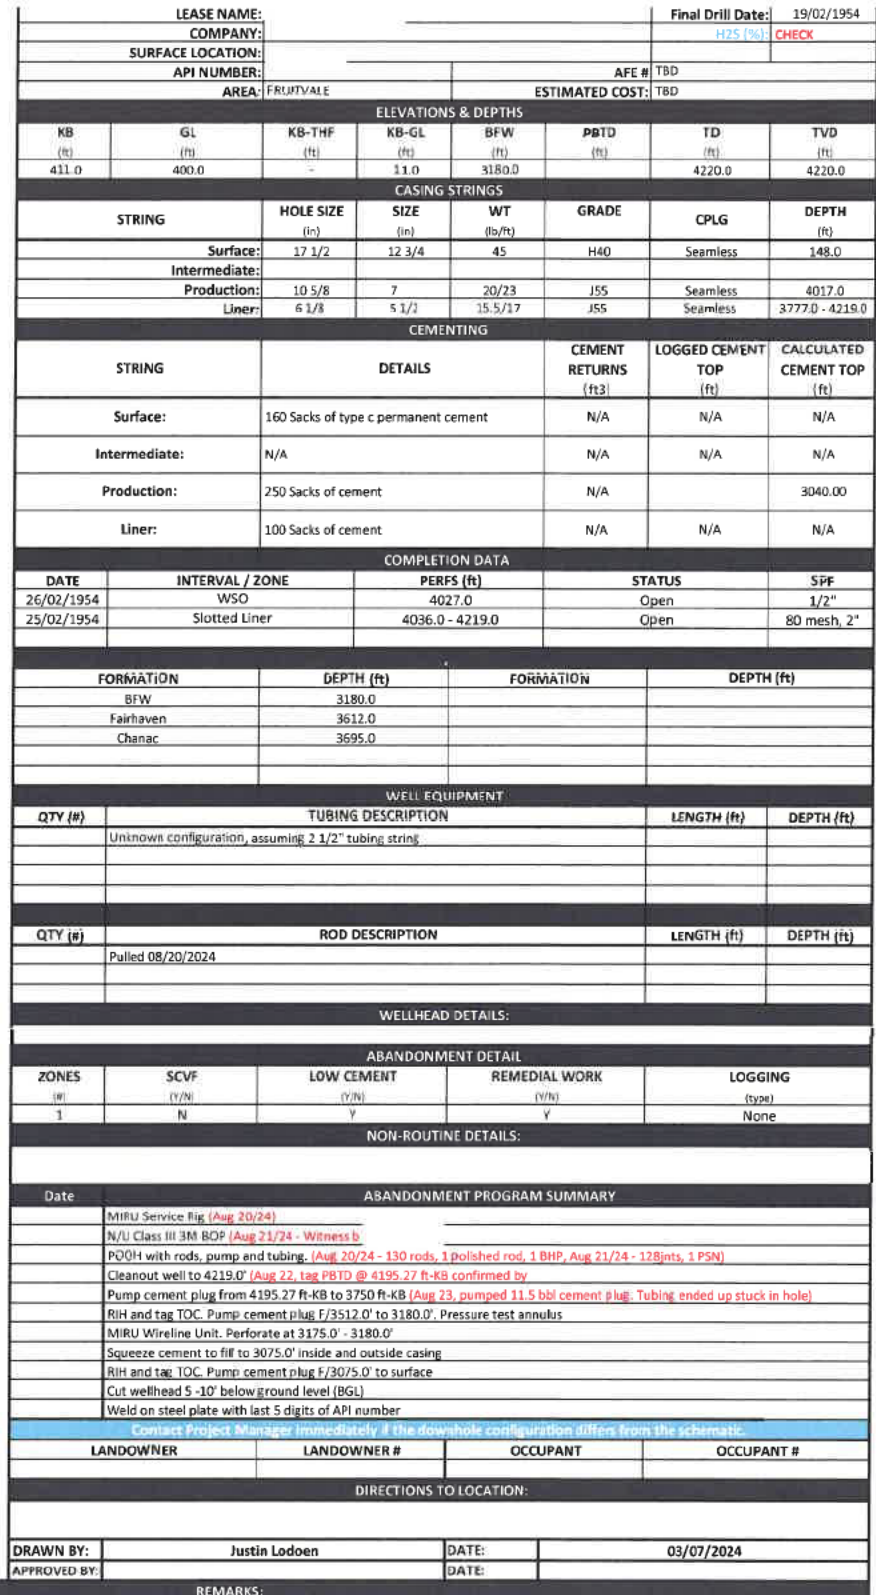 LEASE NAME: Final Drill Date: 19/02/1954
COMPANY: H2S (%): CHECK
SURFACE LOCATION:
API NUMBER: AFE # TBD
AREA: FRUITVALE ESTIMATED COST: TBD
ELEVATIONS & DEPTHS
KB GL KB-THF KB-GL BFW PBTD TD TVD
(ft) (ft) (ft) (ft) (ft) (ft) (ft) (ft)
411.0 400.0 - 11.0 3180.0 4220.0 4220.0
CASING STRINGS
STRING HOLE SIZE SIZE WT GRADE CPLG DEPTH
(in) (in) (lb/ft) (ft)
Surface: 17 1/2 12 3/4 45 H40 Seamless 148.0
Intermediate:
Production: 10 5/8 7 20/23 J55 Seamless 4017.0
Liner: 6 1/8 5 1/2 15.5/17 J55 Seamless 3777.0 - 4219.0
CEMENTING
STRING DETAILS CEMENT RETURNS (ft3) LOGGED CEMENT TOP (ft) CALCULATED CEMENT TOP (ft)
Surface: 160 Sacks of type c permanent cement N/A N/A N/A
Intermediate: N/A N/A N/A N/A
Production: 250 Sacks of cement N/A 3040.00
Liner: 100 Sacks of cement N/A N/A N/A
COMPLETION DATA
DATE INTERVAL / ZONE PERFS (ft) STATUS SPF
26/02/1954 WSO 4027.0 Open 1/2"
25/02/1954 Slotted Liner 4036.0 - 4219.0 Open 80 mesh, 2"
FORMATION DEPTH (ft) FORMATION DEPTH (ft)
BFW 3180.0
Fairhaven 3612.0
Chanac 3695.0
WELL EQUIPMENT
QTY (#) TUBING DESCRIPTION LENGTH (ft) DEPTH (ft)
Unknown configuration, assuming 2 1/2" tubing string
QTY (#) ROD DESCRIPTION LENGTH (ft) DEPTH (ft)
Pulled 08/20/2024
WELLHEAD DETAILS:
ABANDONMENT DETAIL
ZONES SCVF LOW CEMENT REMEDIAL WORK LOGGING
(#) (Y/N) (Y/N) (Y/N) (type)
1 N Y Y None
NON-ROUTINE DETAILS:
Date ABANDONMENT PROGRAM SUMMARY
MIRU Service Rig (Aug 20/24)
N/U Class III 3M BOP (Aug 21/24 - Witness b
POOH with rods, pump and tubing. (Aug 20/24 - 130 rods, 1 polished rod, 1 BHP, Aug 21/24 - 128jnts, 1 PSN)
Cleanout well to 4219.0' (Aug 22, tag PBTD @ 4195.27 ft-KB confirmed by
Pump cement plug from 4195.27 ft-KB to 3750 ft-KB (Aug 23, pumped 11.5 bbl cement plug. Tubing ended up stuck in hole)
RIH and tag TOC. Pump cement plug F/3512.0' to 3180.0'. Pressure test annulus
MIRU Wireline Unit. Perforate at 3175.0' - 3180.0'
Squeeze cement to fill to 3075.0' inside and outside casing
RIH and tag TOC. Pump cement plug F/3075.0' to surface
Cut wellhead 5 -10' below ground level (BGL)
Weld on steel plate with last 5 digits of API number
Contact Project Manager immediately if the downhole configuration differs from the schematic.
LANDOWNER LANDOWNER # OCCUPANT OCCUPANT #
DIRECTIONS TO LOCATION:
DRAWN BY: Justin Lodoen DATE: 03/07/2024
APPROVED BY: DATE:
REMARKS: